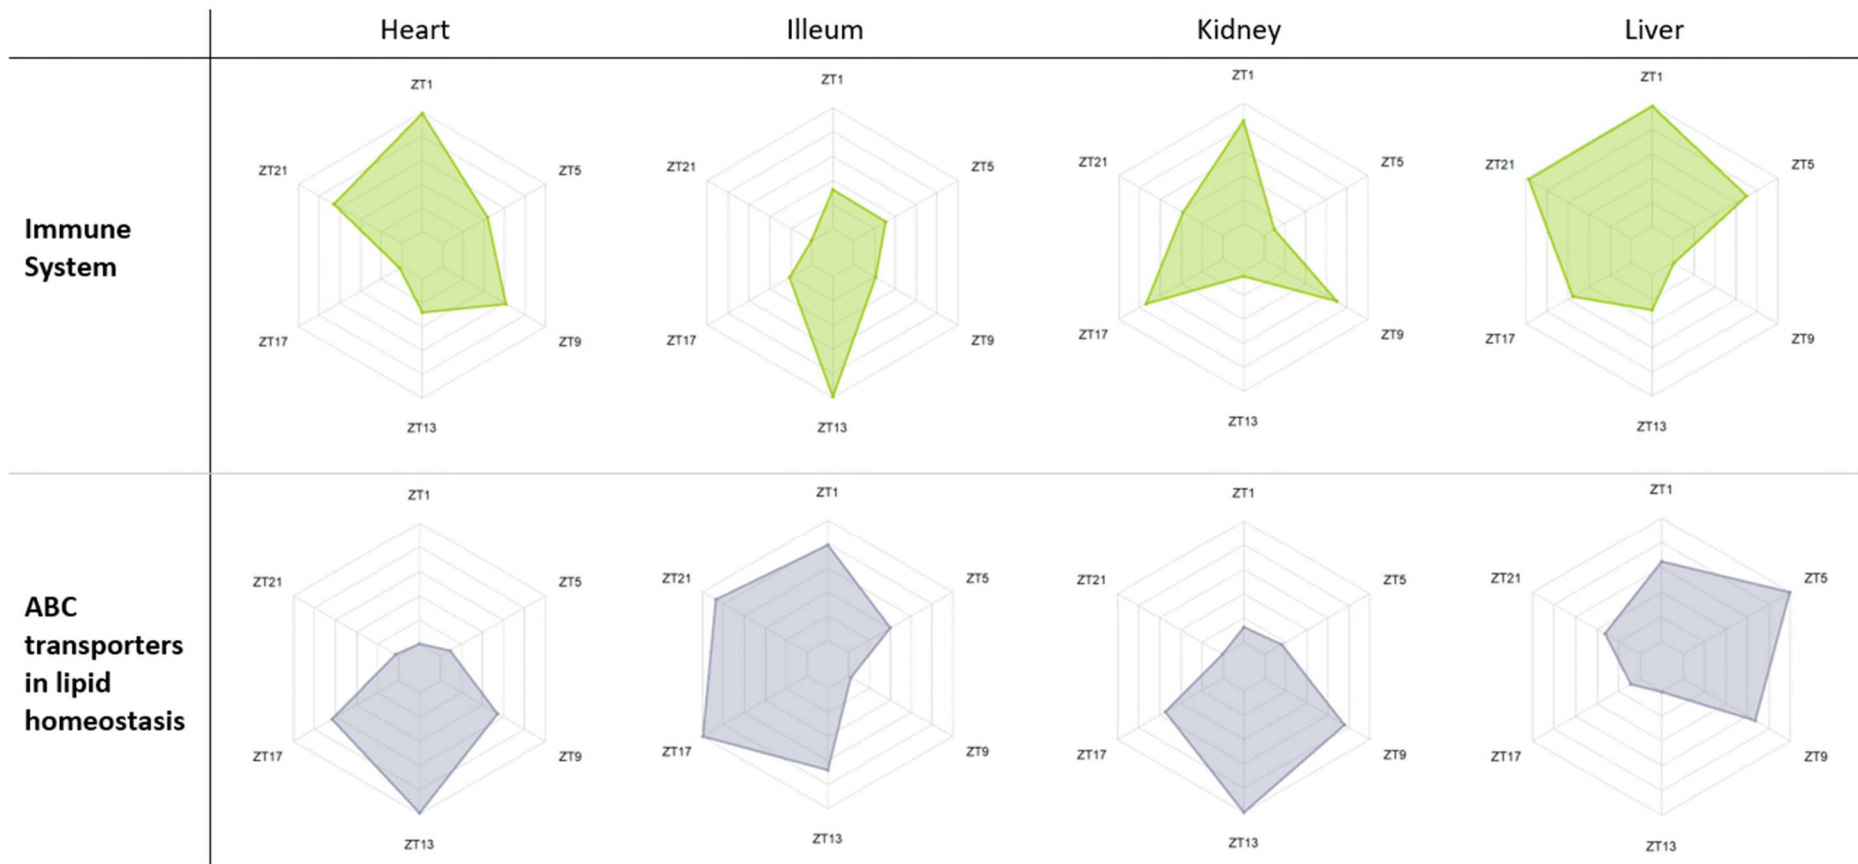 Heart
Illeum
Kidney
Liver
Immune
System
ZT1
ZT5
ZT9
ZT13
ZT17
ZT21
ZT1
ZT5
ZT9
ZT13
ZT17
ZT21
ZT1
ZT5
ZT9
ZT13
ZT17
ZT21
ZT1
ZT5
ZT9
ZT13
ZT17
ZT21
ABC
transporters
in lipid
homeostasis
ZT1
ZT5
ZT9
ZT13
ZT17
ZT21
ZT1
ZT5
ZT9
ZT13
ZT17
ZT21
ZT1
ZT5
ZT9
ZT13
ZT17
ZT21
ZT1
ZT5
ZT9
ZT13
ZT17
ZT21